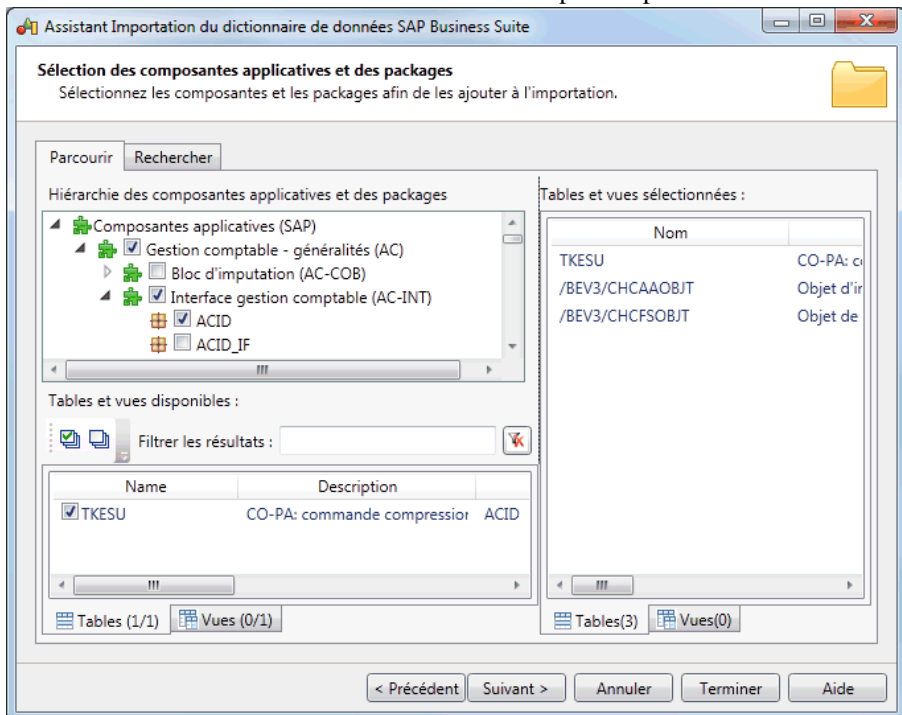 Assistant Importation du dictionnaire de données SAP Business Suite
Sélection des composantes applicatives et des packages
Sélectionnez les composantes et les packages afin de les ajouter à l'importation.
Parcourir Rechercher
Hiérarchie des composantes applicatives et des packages
Composantes applicatives (SAP)
Gestion comptable - généralités (AC)
Bloc d'imputation (AC-COB)
Interface gestion comptable (AC-INT)
ACID
ACID_IF
Tables et vues disponibles :
Filtrer les résultats :
Name Description
TKESU CO-PA: commande compression ACID
Tables (1/1) Vues (0/1)
Tables et vues sélectionnées :
Nom
TKESU CO-PA:
/BEV3/CHCAAOBJT Objet
/BEV3/CHCFSOBJT Objet de
Tables(3) Vues(0)
< Précédent Suivant > Annuler Terminer Aide